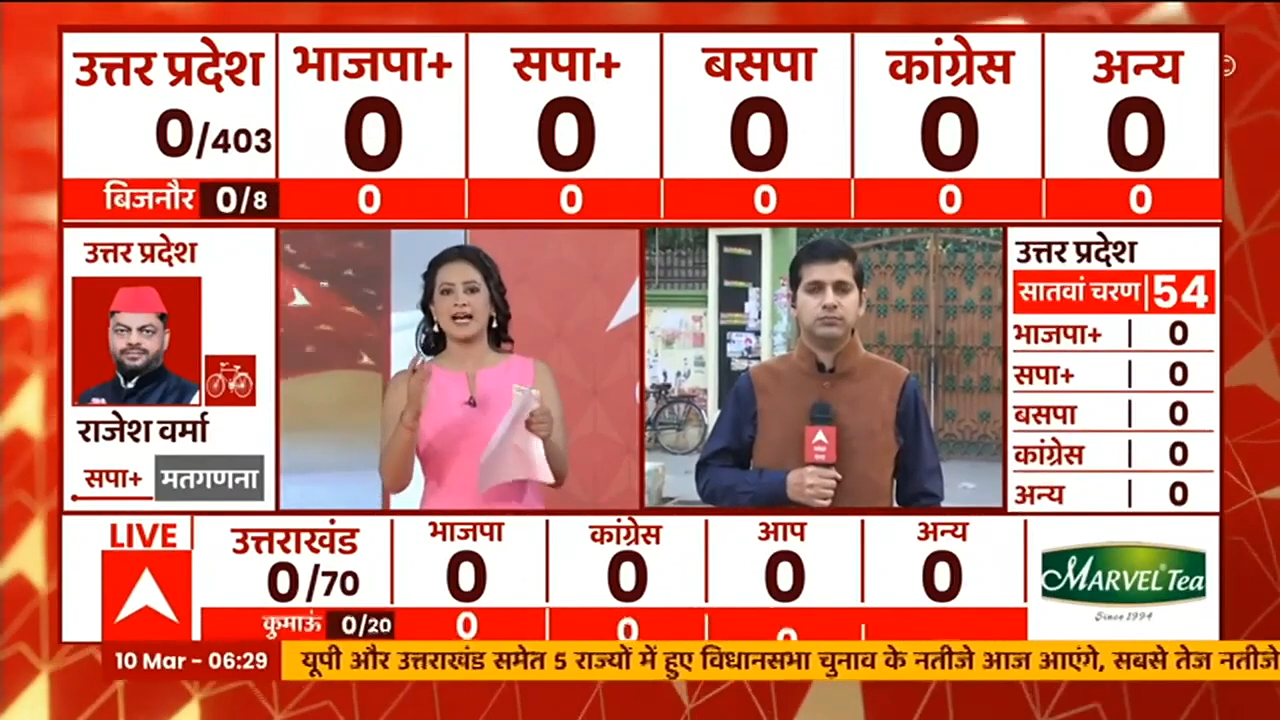 उत्तर प्रदेश
0/403
भाजपा+
0
सपा+
0
बसपा
0
कांग्रेस
0
अन्य
0
बिजनौर 0/8
0
0
0
0
0
उत्तर प्रदेश
राजेश वर्मा
सपा+ मतगणना
उत्तर प्रदेश
सातवां चरण 54
भाजपा+ 0
सपा+ 0
बसपा 0
कांग्रेस 0
अन्य 0
LIVE
उत्तराखंड
0/70
भाजपा
0
कांग्रेस
0
आप
0
अन्य
0
कुमाऊं 0/20
0
0
0
MARVEL Tea
Since 1994
10 Mar - 06:29
यूपी और उत्तराखंड समेत 5 राज्यों में हुए विधानसभा चुनाव के नतीजे आज आएंगे, सबसे तेज नतीजे